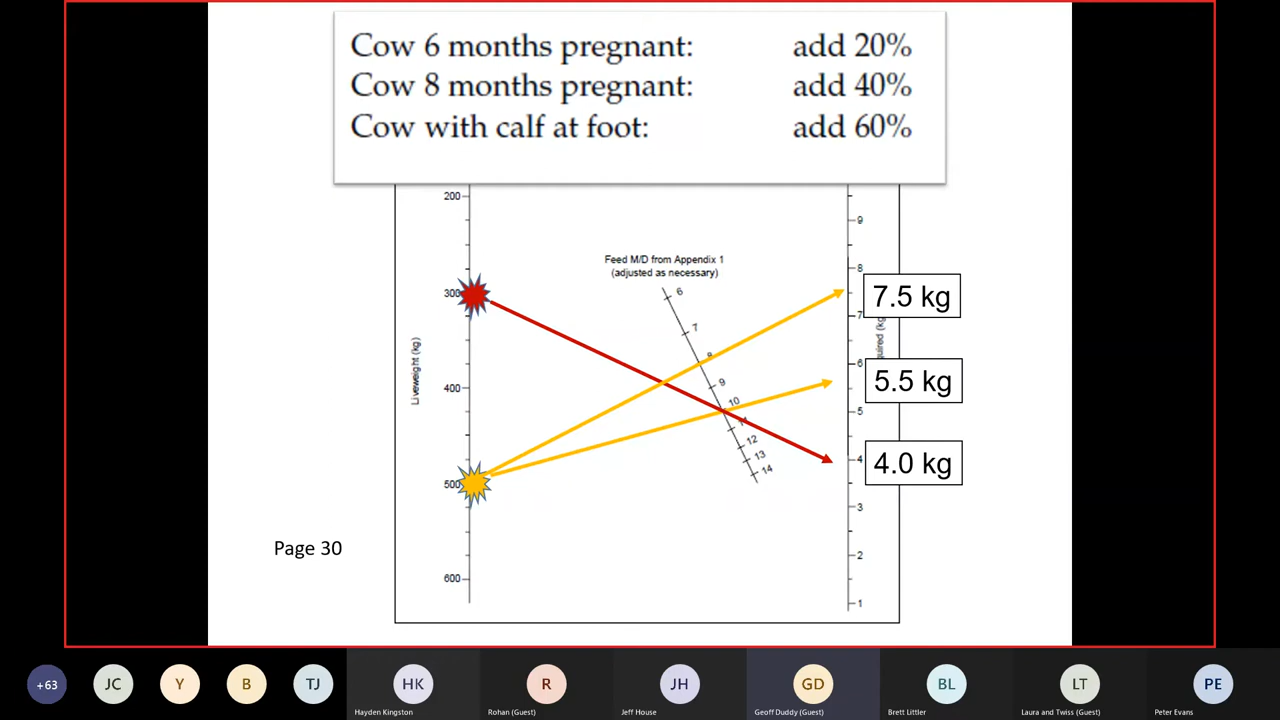 Cow 6 months pregnant: add 20%
Cow 8 months pregnant: add 40%
Cow with calf at foot: add 60%
200
9
Feed M/D from Appendix 1
(adjusted as necessary)
8
300
6
7.5 kg
7
7
8
6
9
5.5 kg
400
10
5
11
12
4
4.0 kg
13
14
500
3
Liveweight (kg)
Page 30
2
600
1
+63
JC
Y
B
TJ
HK
R
JH
GD
BL
LT
PE
Hayden Kingston
Rohan (Guest)
Jeff House
Geoff Duddy (Guest)
Brett Littler
Laura and Twiss (Guest)
Peter Evans